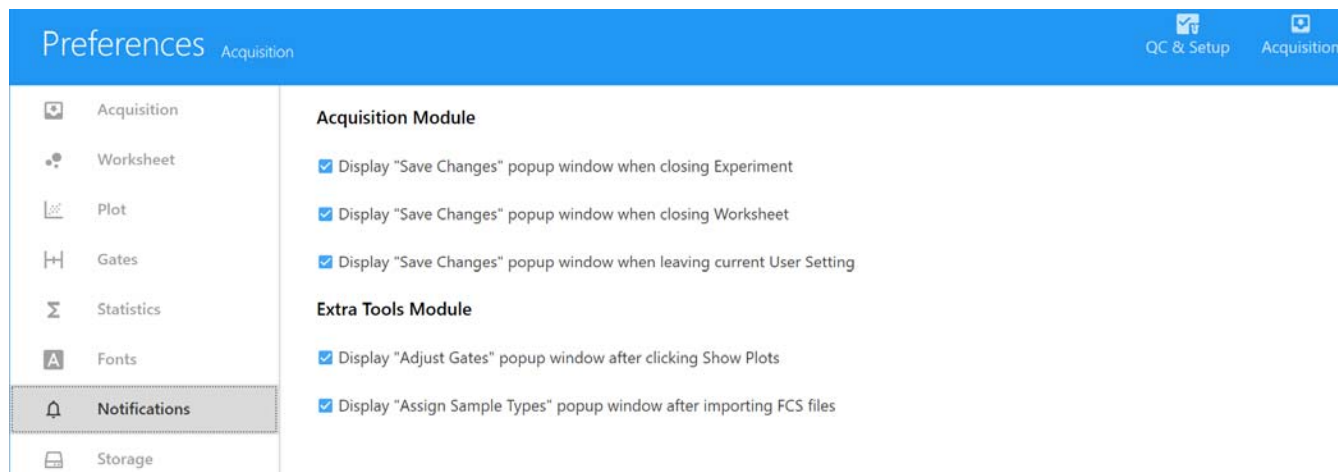 Preferences Acquisition
QC & Setup
Acquisition
Acquisition
Worksheet
Plot
Gates
Statistics
Fonts
Notifications
Storage
Acquisition Module
Display "Save Changes" popup window when closing Experiment
Display "Save Changes" popup window when closing Worksheet
Display "Save Changes" popup window when leaving current User Setting
Extra Tools Module
Display "Adjust Gates" popup window after clicking Show Plots
Display "Assign Sample Types" popup window after importing FCS files